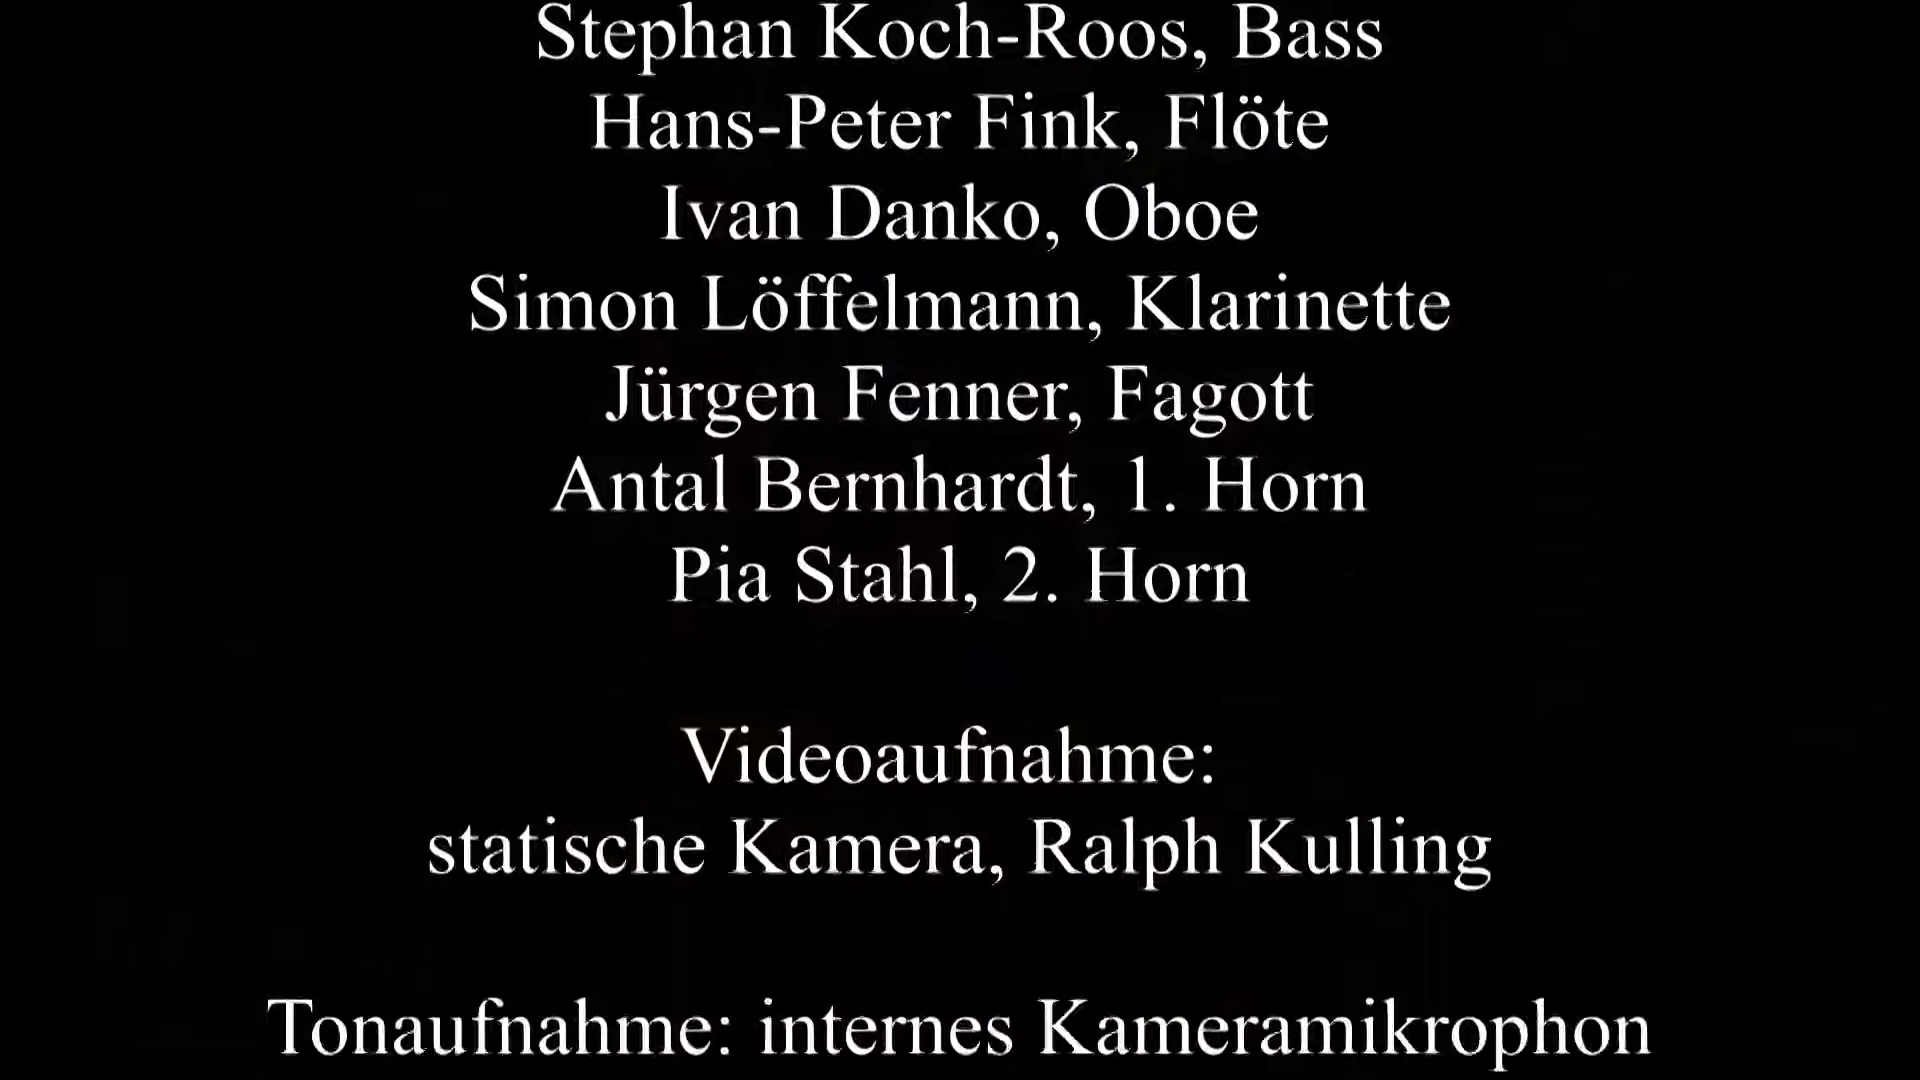 Stephan Koch-Roos, Bass
Hans-Peter Fink, Flöte
Ivan Danko, Oboe
Simon Löffelmann, Klarinette
Jürgen Fenner, Fagott
Antal Bernhardt, 1. Horn
Pia Stahl, 2. Horn
Videoaufnahme:
statische Kamera, Ralph Kulling
Tonaufnahme: internes Kameramikrophon